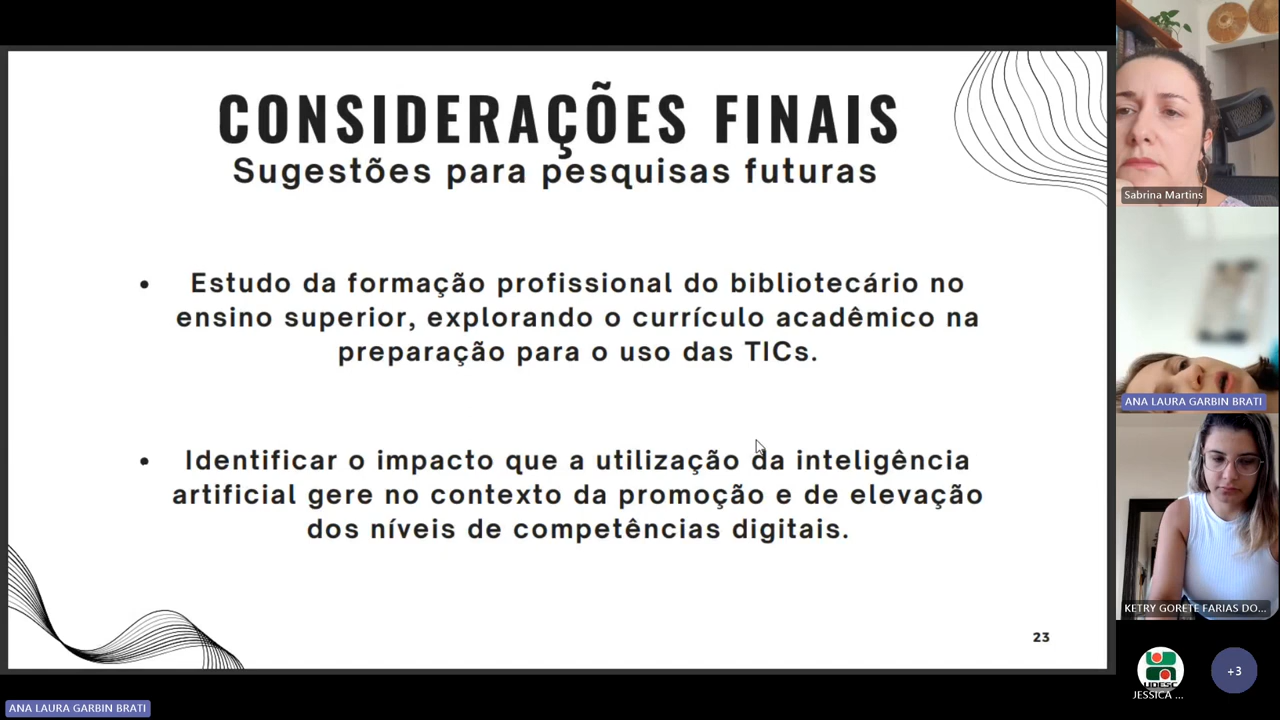 CONSIDERAÇÕES FINAIS
Sugestões para pesquisas futuras
• Estudo da formação profissional do bibliotecário no
ensino superior, explorando o currículo acadêmico na
preparação para o uso das TICs.
• Identificar o impacto que a utilização da inteligência
artificial gere no contexto da promoção e de elevação
dos níveis de competências digitais.
23
Sabrina Martins
ANA LAURA GARBIN BRATI
KETRY GORETE FARIAS DO...
UDESC
JESSICA ...
+3
ANA LAURA GARBIN BRATI